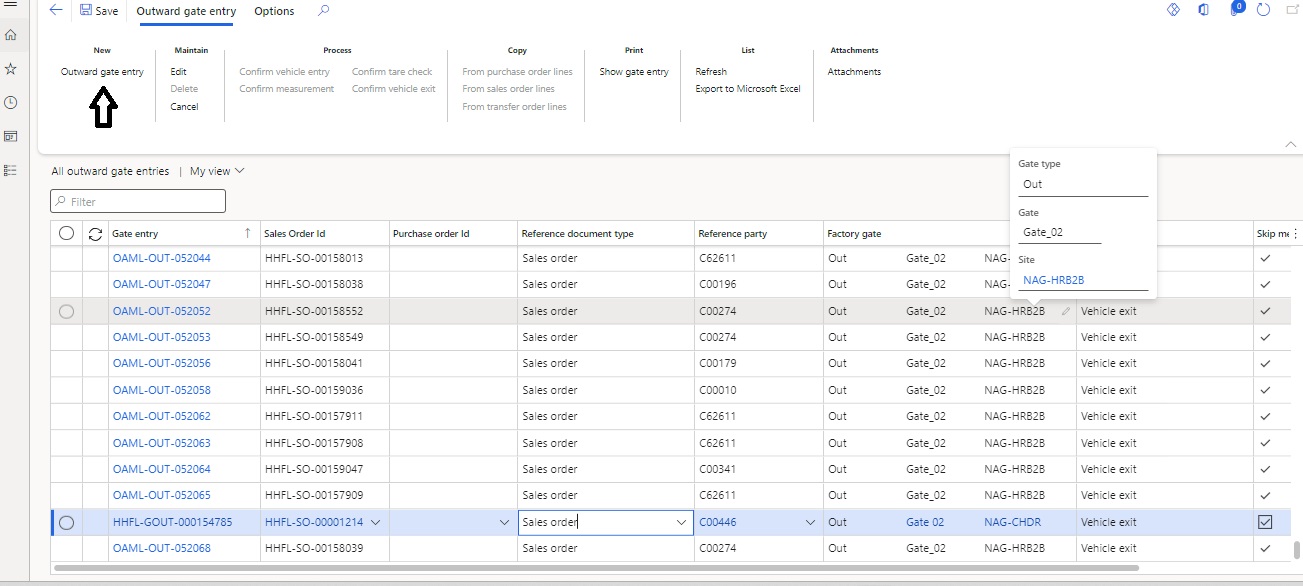 Save Outward gate entry Options 0
New Maintain Process Copy Print List Attachments
Outward gate entry Edit Confirm vehicle entry Confirm tare check From purchase order lines Show gate entry Refresh Attachments
Delete Confirm measurement Confirm vehicle exit From sales order lines Export to Microsoft Excel
Cancel From transfer order lines
All outward gate entries | My view
Filter
Gate type
Out
Gate
Gate_02
Site
NAG-HRB2B
Gate entry Sales Order Id Purchase order Id Reference document type Reference party Factory gate Skip me
OAML-OUT-052044 HHFL-SO-00158013 Sales order C62611 Out Gate_02 NAG-
OAML-OUT-052047 HHFL-SO-00158038 Sales order C00196 Out Gate_02 NAG-
OAML-OUT-052052 HHFL-SO-00158552 Sales order C00274 Out Gate_02 NAG-HRB2B Vehicle exit
OAML-OUT-052053 HHFL-SO-00158549 Sales order C00274 Out Gate_02 NAG-HRB2B Vehicle exit
OAML-OUT-052056 HHFL-SO-00158041 Sales order C00179 Out Gate_02 NAG-HRB2B Vehicle exit
OAML-OUT-052058 HHFL-SO-00159036 Sales order C00010 Out Gate_02 NAG-HRB2B Vehicle exit
OAML-OUT-052062 HHFL-SO-00157911 Sales order C62611 Out Gate_02 NAG-HRB2B Vehicle exit
OAML-OUT-052063 HHFL-SO-00157908 Sales order C62611 Out Gate_02 NAG-HRB2B Vehicle exit
OAML-OUT-052064 HHFL-SO-00159047 Sales order C00341 Out Gate_02 NAG-HRB2B Vehicle exit
OAML-OUT-052065 HHFL-SO-00157909 Sales order C62611 Out Gate_02 NAG-HRB2B Vehicle exit
HHFL-GOUT-000154785 HHFL-SO-00001214 Sales order C00446 Out Gate 02 NAG-CHDR Vehicle exit
OAML-OUT-052068 HHFL-SO-00158039 Sales order C00274 Out Gate_02 NAG-HRB2B Vehicle exit